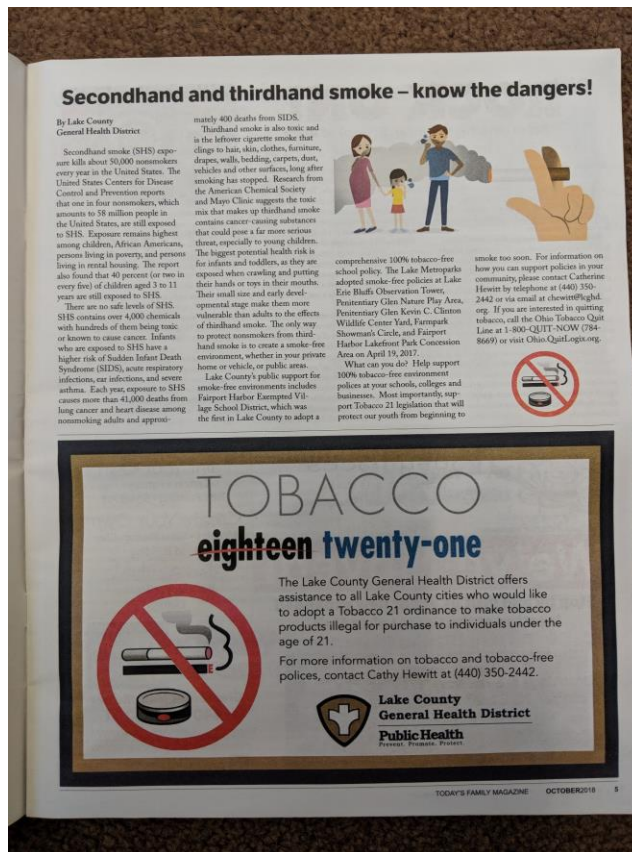 Secondhand and thirdhand smoke – know the dangers!
By Lake County
General Health District
Secondhand smoke (SHS) expo-
sure kills about 50,000 nonsmokers
every year in the United States. The
United States Centers for Disease
Control and Prevention reports
that one in four nonsmokers, which
amounts to 58 million people in
the United States, are still exposed
to SHS. Exposure remains highest
among children, African Americans,
persons living in poverty, and persons
living in rental housing. The report
also found that 40 percent (or two in
every five) of children aged 3 to 11
years are still exposed to SHS.
There are no safe levels of SHS.
SHS contains over 4,000 chemicals
with hundreds of them being toxic
or known to cause cancer. Infants
who are exposed to SHS have a
higher risk of Sudden Infant Death
Syndrome (SIDS), acute respiratory
infections, ear infections, and severe
asthma. Each year, exposure to SHS
causes more than 41,000 deaths from
lung cancer and heart disease among
nonsmoking adults and approxi-
mately 400 deaths from SIDS.
Thirdhand smoke is also toxic and
is the leftover cigarette smoke that
clings to hair, skin, clothes, furniture,
drapes, walls, bedding, carpets, dust,
vehicles and other surfaces, long after
smoking has stopped. Research from
the American Chemical Society
and Mayo Clinic suggests the toxic
mix that makes up thirdhand smoke
contains cancer-causing substances
that could pose a far more serious
threat, especially to young children.
The biggest potential health risk is
for infants and toddlers, as they are
exposed when crawling and putting
their hands or toys in their mouths.
Their small size and early devel-
opmental stage make them more
vulnerable than adults to the effects
of thirdhand smoke. The only way
to protect nonsmokers from third-
hand smoke is to create a smoke-free
environment, whether in your private
home or vehicle, or public areas.
Lake County's public support for
smoke-free environments includes
Fairport Harbor Exempted Vil-
lage School District, which was
the first in Lake County to adopt a
comprehensive 100% tobacco-free
school policy. The Lake Metroparks
adopted smoke-free policies at Lake
Erie Bluffs Observation Tower,
Penitentiary Glen Nature Play Area,
Penitentiary Glen Kevin C. Clinton
Wildlife Center Yard, Farmpark
Showman's Circle, and Fairport
Harbor Lakefront Park Concession
Area on April 19, 2017.
What can you do? Help support
100% tobacco-free environment
polices at your schools, colleges and
businesses. Most importantly, sup-
port Tobacco 21 legislation that will
protect our youth from beginning to
smoke too soon. For information on
how you can support policies in your
community, please contact Catherine
Hewitt by telephone at (440) 350-
2442 or via email at chewitt@lcghd.
org. If you are interested in quitting
tobacco, call the Ohio Tobacco Quit
Line at 1-800-QUIT-NOW (784-
8669) or visit Ohio.QuitLogix.org.
TOBACCO
eighteen twenty-one
The Lake County General Health District offers
assistance to all Lake County cities who would like
to adopt a Tobacco 21 ordinance to make tobacco
products illegal for purchase to individuals under the
age of 21.
For more information on tobacco and tobacco-free
polices, contact Cathy Hewitt at (440) 350-2442.
Lake County
General Health District
Public Health
Prevent. Promote. Protect.
TODAY'S FAMILY MAGAZINE OCTOBER2018 5